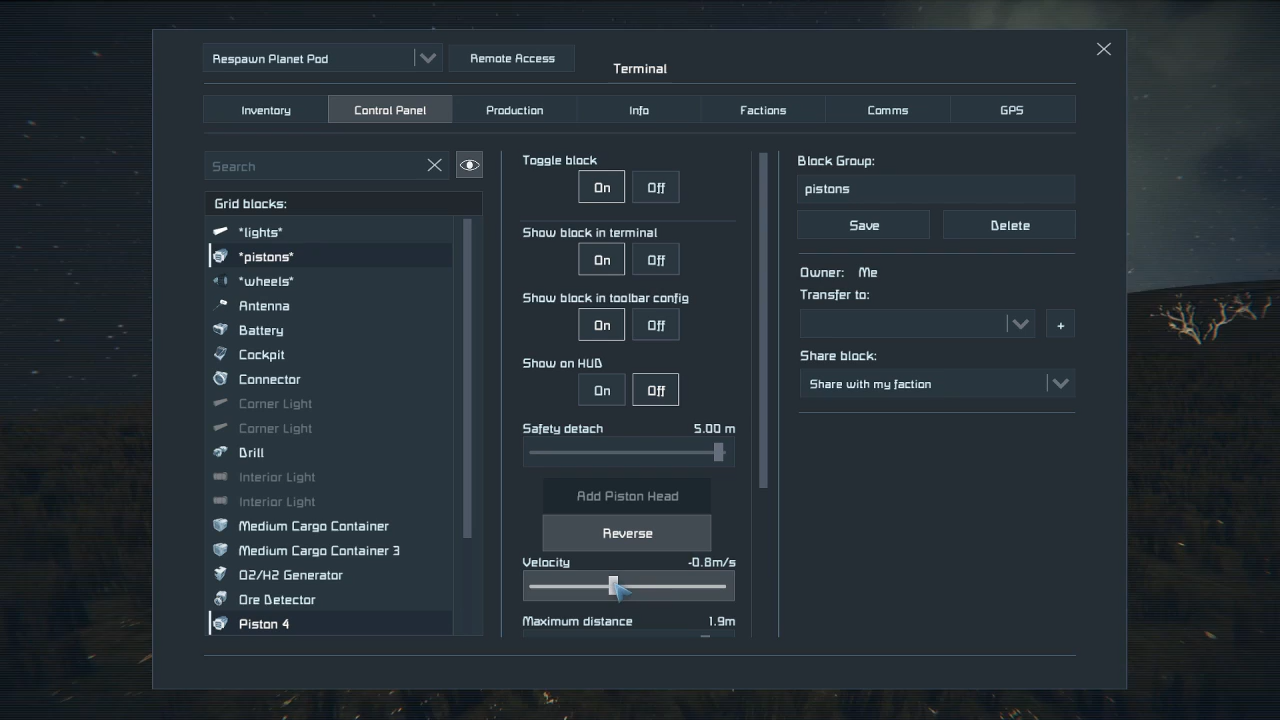 Respawn Planet Pod
Remote Access
Terminal
Inventory
Control Panel
Production
Info
Factions
Comms
GPS
Search
Grid blocks:
*lights*
*pistons*
*wheels*
Antenna
Battery
Cockpit
Connector
Corner Light
Corner Light
Drill
Interior Light
Interior Light
Medium Cargo Container
Medium Cargo Container 3
O2/H2 Generator
Ore Detector
Piston 4
Toggle block
On Off
Show block in terminal
On Off
Show block in toolbar config
On Off
Show on HUD
On Off
Safety detach 5.00 m
Add Piston Head
Reverse
Velocity -0.8m/s
Maximum distance 1.9m
Block Group:
pistons
Save Delete
Owner: Me
Transfer to:
+
Share block:
Share with my faction